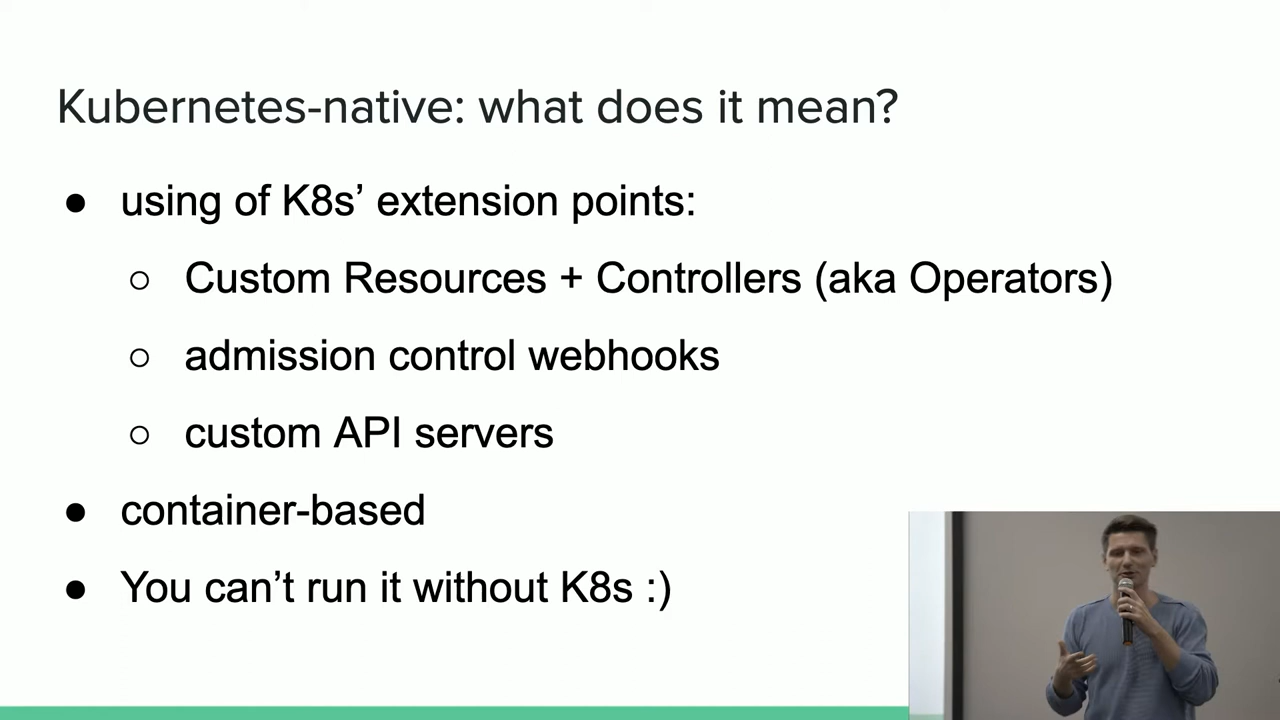 Kubernetes-native: what does it mean?
● using of K8s’ extension points:
○ Custom Resources + Controllers (aka Operators)
○ admission control webhooks
○ custom API servers
● container-based
● You can’t run it without K8s :)